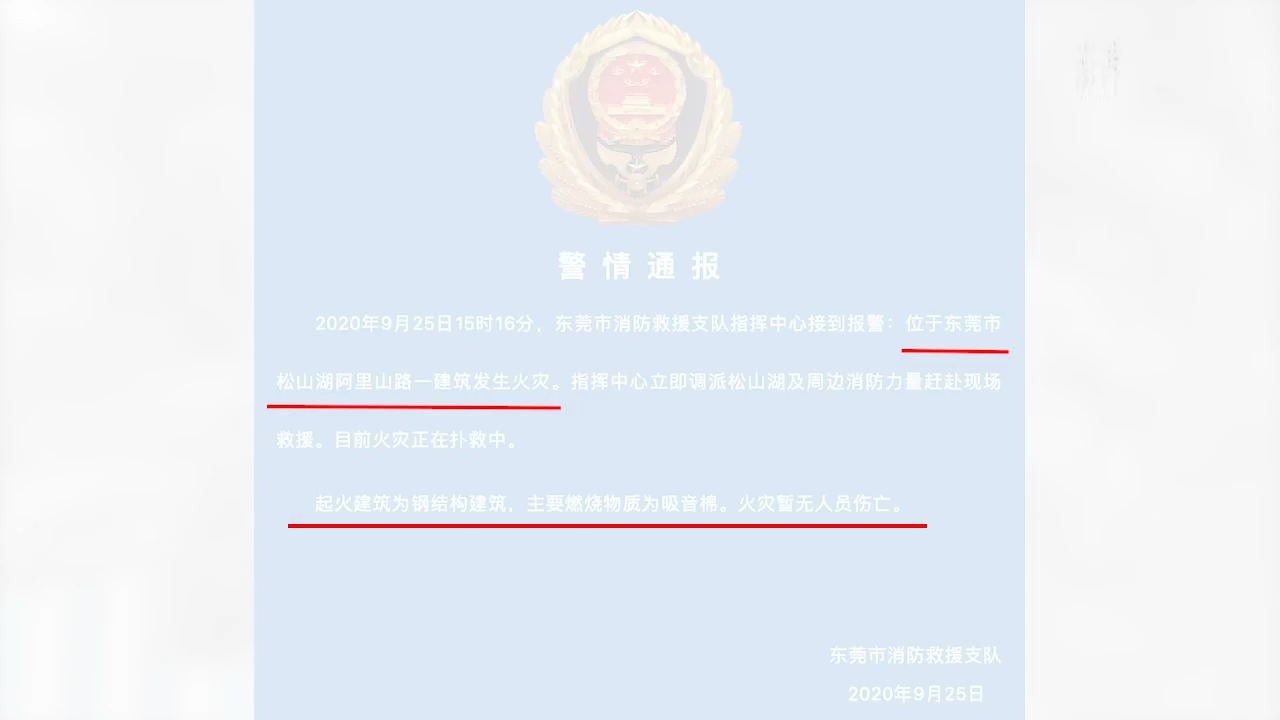 警情通报
2020年9月25日15时16分，东莞市消防救援支队指挥中心接到报警：位于东莞市
松山湖阿里山路一建筑发生火灾。指挥中心立即调派松山湖及周边消防力量赶赴现场
救援。目前火灾正在扑救中。
起火建筑为钢结构建筑，主要燃烧物质为吸音棉。火灾暂无人员伤亡。
东莞市消防救援支队
2020年9月25日